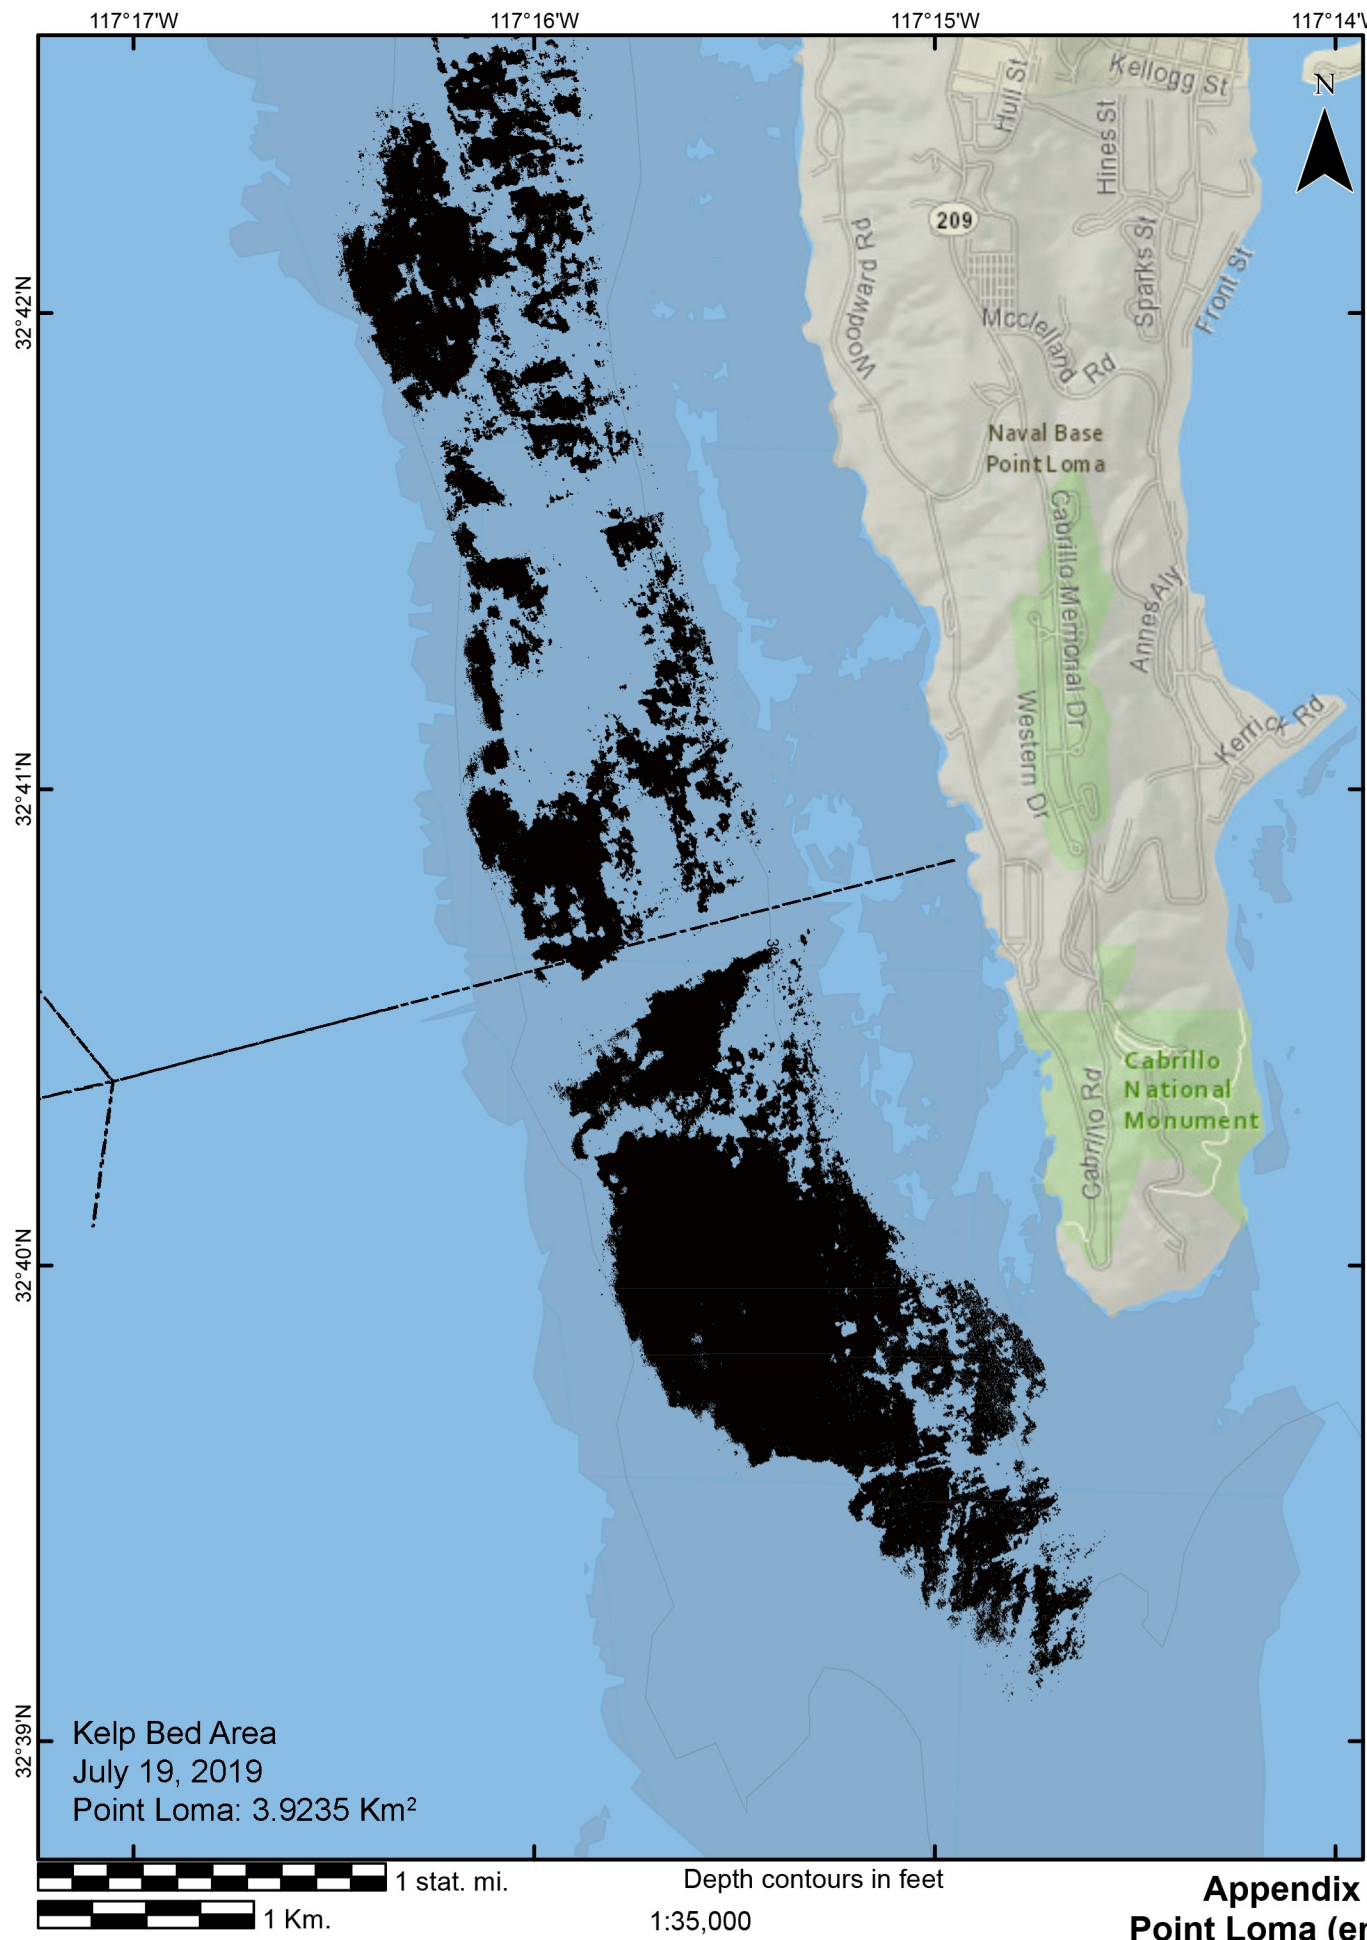 117°17'W 117°16'W 117°15'W
N
Kellogg St
Hull St
Hines St
209
Sparks St
Front St
Woodward Rd
Mcclelland Rd
32°42'N
Naval Base
Point Loma
Cabrillo Memorial Dr
Annes Aly
Western Dr
Kerrick Rd
32°41'N
Cabrillo
National
Monument
Cabrillo Rd
32°40'N
32°39'N
Kelp Bed Area
July 19, 2019
Point Loma: 3.9235 Km²
1 stat. mi.
Depth contours in feet
Appendix
1 Km.
1:35,000
Point Loma